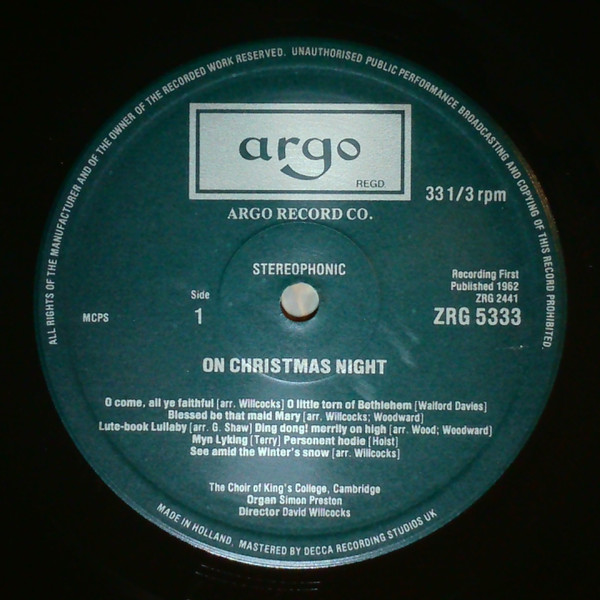 ALL RIGHTS OF THE MANUFACTURER AND OF THE OWNER OF THE RECORDED WORK RESERVED. UNAUTHORISED PUBLIC PERFORMANCE BROADCASTING AND COPYING OF THIS RECORD PROHIBITED.
argo
REGD.
33 1/3 rpm
ARGO RECORD CO.
STEREOPHONIC
Recording First
Published 1962
ZRG 2441
ZRG 5333
MCPS
Side
1
ON CHRISTMAS NIGHT
O come, all ye faithful [arr. Willcocks] O little torn of Bethlehem [Walford Davies]
Blessed be that maid Mary [arr. Willcocks; Woodward]
Lute-book Lullaby [arr. G. Shaw] Ding dong! merrily on high [arr. Wood; Woodward]
Myn Lyking [Terry] Personent hodie [Holst]
See amid the Winter's snow [arr. Willcocks]
The Choir of King's College, Cambridge
Organ Simon Preston
Director David Willcocks
MADE IN HOLLAND. MASTERED BY DECCA RECORDING STUDIOS UK